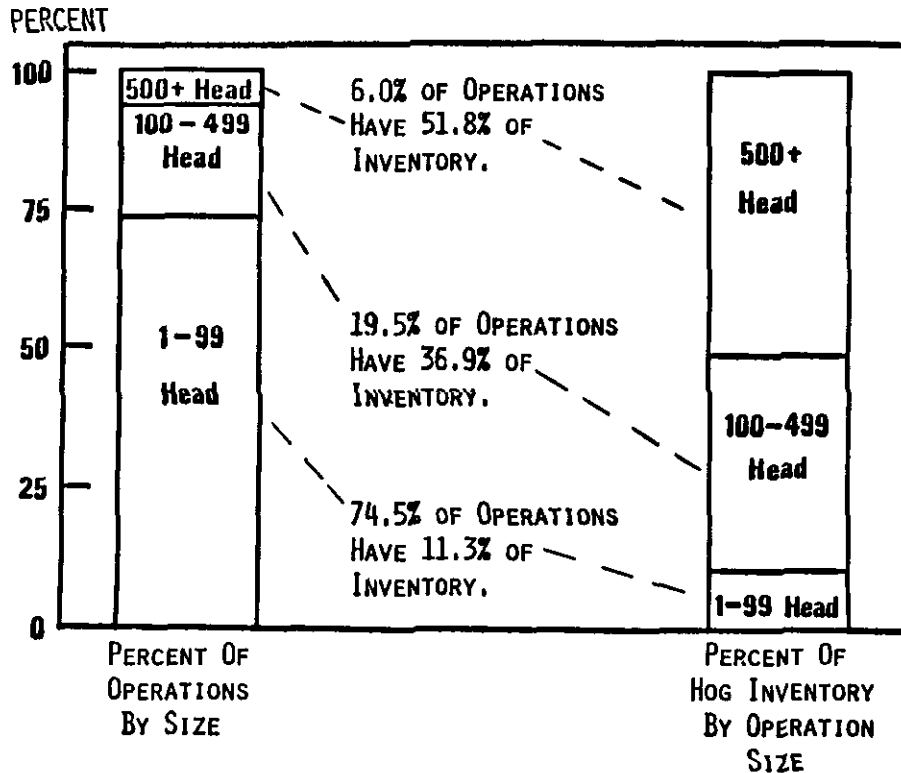 PERCENT
100
75
50
25
0
500+ Head
100-499
Head
1-99
Head
6.0% OF OPERATIONS
HAVE 51.8% OF
INVENTORY.
19.5% OF OPERATIONS
HAVE 36.9% OF
INVENTORY.
74.5% OF OPERATIONS
HAVE 11.3% OF
INVENTORY.
500+
Head
100-499
Head
1-99 Head
PERCENT OF
OPERATIONS
BY SIZE
PERCENT OF
HOG INVENTORY
BY OPERATION
SIZE